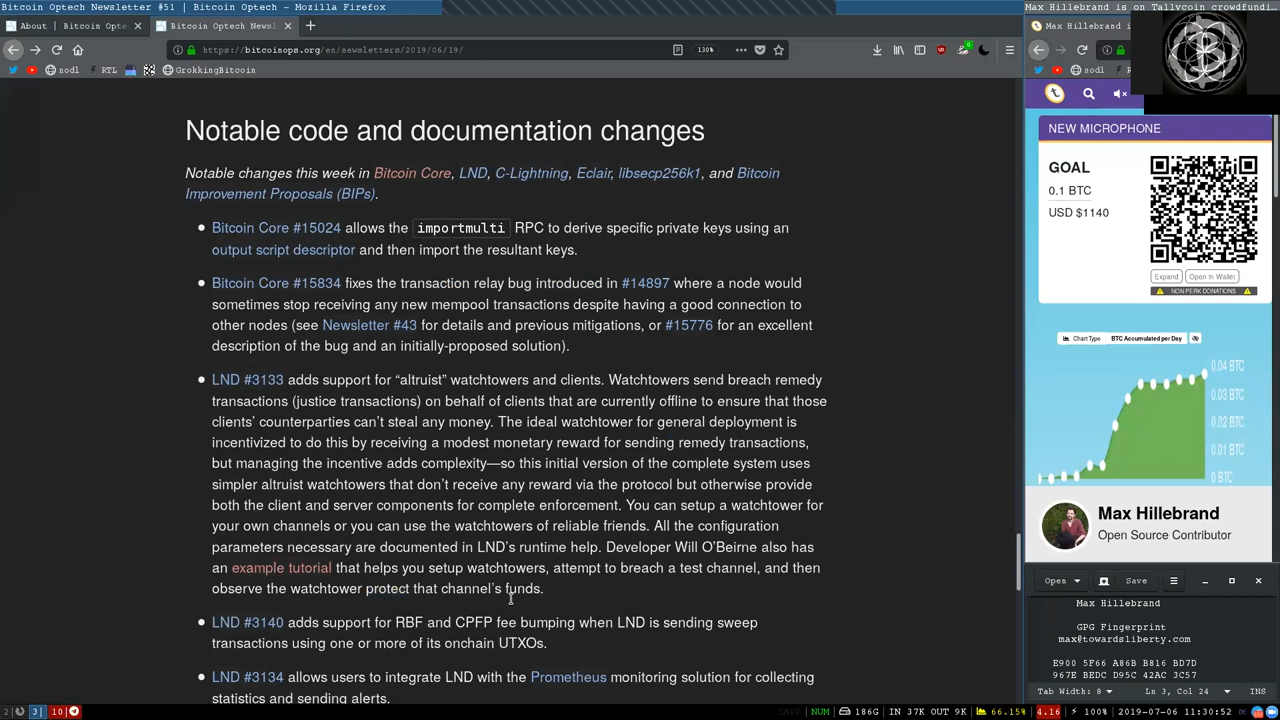 Bitcoin Optech Newsletter #51 | Bitcoin Optech - Mozilla Firefox
Max Hillebrand is on Tallycoin crowdfundi
About | Bitcoin Opte
Bitcoin Optech Newsl
Max Hillebrand i
https://bitcoinops.org/en/newsletters/2019/06/19/
130%
nodl
RTL
GrokkingBitcoin
nodl
Notable code and documentation changes
Notable changes this week in Bitcoin Core, LND, C-Lightning, Eclair, libsecp256k1, and Bitcoin
Improvement Proposals (BIPs).
Bitcoin Core #15024 allows the importmulti RPC to derive specific private keys using an
output script descriptor and then import the resultant keys.
Bitcoin Core #15834 fixes the transaction relay bug introduced in #14897 where a node would
sometimes stop receiving any new mempool transactions despite having a good connection to
other nodes (see Newsletter #43 for details and previous mitigations, or #15776 for an excellent
description of the bug and an initially-proposed solution).
LND #3133 adds support for “altruist” watchtowers and clients. Watchtowers send breach remedy
transactions (justice transactions) on behalf of clients that are currently offline to ensure that those
clients’ counterparties can’t steal any money. The ideal watchtower for general deployment is
incentivized to do this by receiving a modest monetary reward for sending remedy transactions,
but managing the incentive adds complexity—so this initial version of the complete system uses
simpler altruist watchtowers that don’t receive any reward via the protocol but otherwise provide
both the client and server components for complete enforcement. You can setup a watchtower for
your own channels or you can use the watchtowers of reliable friends. All the configuration
parameters necessary are documented in LND’s runtime help. Developer Will O’Beirne also has
an example tutorial that helps you setup watchtowers, attempt to breach a test channel, and then
observe the watchtower protect that channel’s funds.
LND #3140 adds support for RBF and CPFP fee bumping when LND is sending sweep
transactions using one or more of its onchain UTXOs.
LND #3134 allows users to integrate LND with the Prometheus monitoring solution for collecting
statistics and sending alerts.
NEW MICROPHONE
GOAL
0.1 BTC
USD $1140
Expand
Open in Wallet
NON PERK DONATIONS
Chart Type
BTC Accumulated per Day
0.04 BTC
0.03 BTC
0.02 BTC
0.01 BTC
0 BTC
Max Hillebrand
Open Source Contributor
Open
Save
Max Hillebrand
GPG Fingerprint
max@towardsliberty.com
E900 5F66 A86B B816 BD7D
967E BEDC D95C 42AC 3C57
Tab Width: 8
Ln 3, Col 24
INS
2
3
10
CAPS NUM
186G
IN 37K OUT 9K
66.15%
4.16
100%
2019-07-06
11:30:52
DE